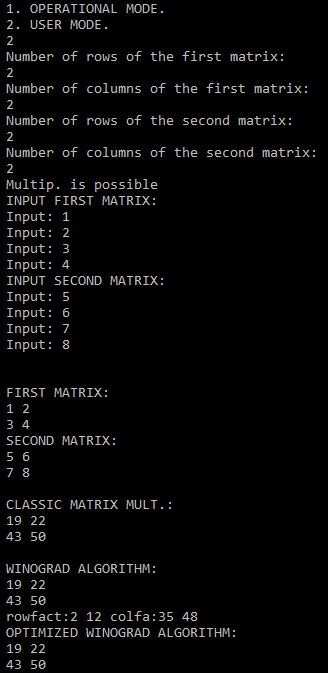 1. OPERATIONAL MODE.
2. USER MODE.
2
Number of rows of the first matrix:
2
Number of columns of the first matrix:
2
Number of rows of the second matrix:
2
Number of columns of the second matrix:
2
Multip. is possible
INPUT FIRST MATRIX:
Input: 1
Input: 2
Input: 3
Input: 4
INPUT SECOND MATRIX:
Input: 5
Input: 6
Input: 7
Input: 8
FIRST MATRIX:
1 2
3 4
SECOND MATRIX:
5 6
7 8
CLASSIC MATRIX MULT.:
19 22
43 50
WINOGRAD ALGORITHM:
19 22
43 50
rowfact:2 12 colfa:35 48
OPTIMIZED WINOGRAD ALGORITHM:
19 22
43 50